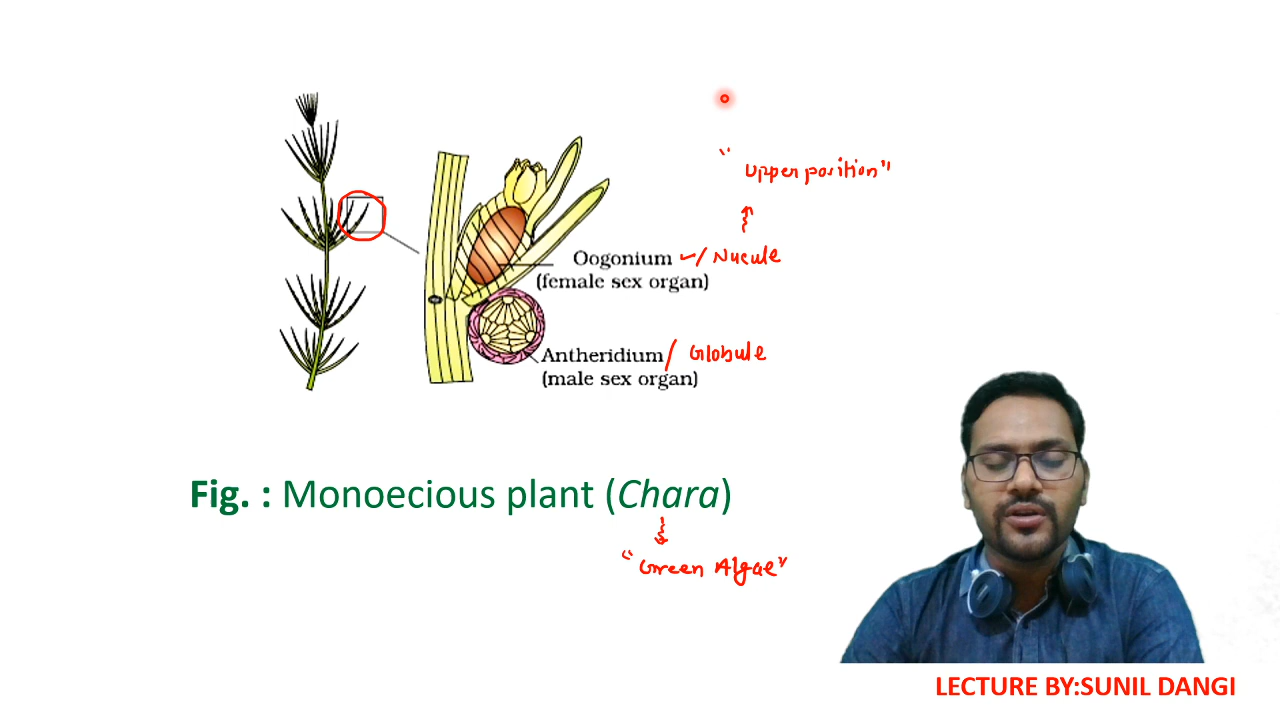 "Upper position"
Oogonium ✓/ Nucule
(female sex organ)
Antheridium / Globule
(male sex organ)
Fig. : Monoecious plant (Chara)
"Green Algae"
LECTURE BY:SUNIL DANGI